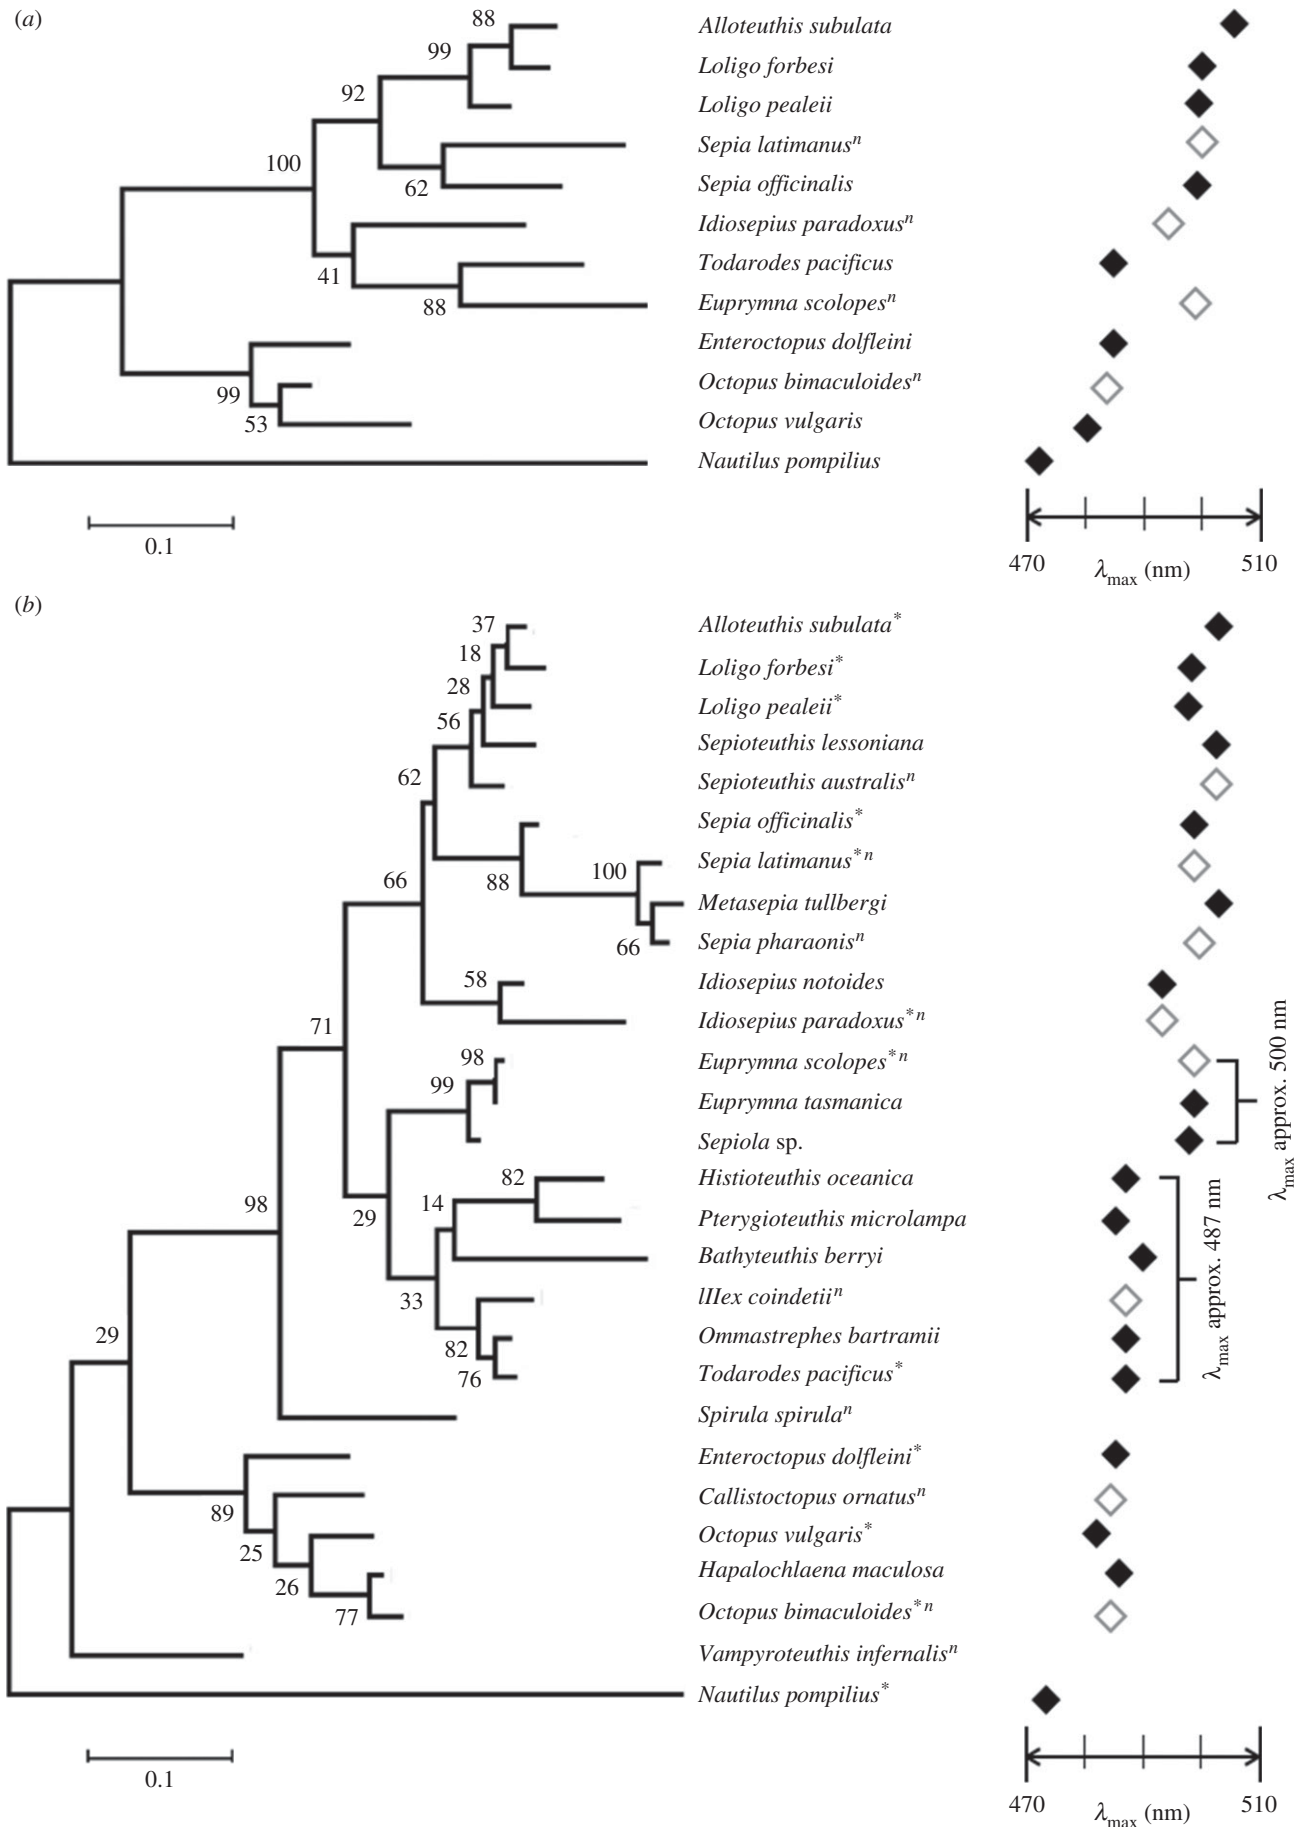 (a)
88
Alloteuthis subulata
99
Loligo forbesi
92
Loligo pealeii
100
Sepia latimanusⁿ
62
Sepia officinalis
Idiosepius paradoxusⁿ
41
Todarodes pacificus
88
Euprymna scolopesⁿ
Enteroctopus dolfleini
99
Octopus bimaculoidesⁿ
53
Octopus vulgaris
Nautilus pompilius
0.1
470
λmax (nm)
510
(b)
37
Alloteuthis subulata*
18
Loligo forbesi*
28
Loligo pealeii*
56
Sepioteuthis lessoniana
62
Sepioteuthis australisⁿ
Sepia officinalis*
100
Sepia latimanus*ⁿ
66
88
Metasepia tullbergi
66
Sepia pharaonisⁿ
58
Idiosepius notoides
71
Idiosepius paradoxus*ⁿ
98
Euprymna scolopes*ⁿ
99
Euprymna tasmanica
Sepiola sp.
λmax approx. 500 nm
82
Histioteuthis oceanica
98
14
29
Pterygioteuthis microlampa
Bathyteuthis berryi
33
lIIex coindetiiⁿ
29
82
Ommastrephes bartramii
76
Todarodes pacificus*
λmax approx. 487 nm
Spirula spirulaⁿ
Enteroctopus dolfleini*
89
Callistoctopus ornatusⁿ
25
Octopus vulgaris*
26
Hapalochlaena maculosa
77
Octopus bimaculoides*ⁿ
Vampyroteuthis infernalisⁿ
Nautilus pompilius*
0.1
470
λmax (nm)
510